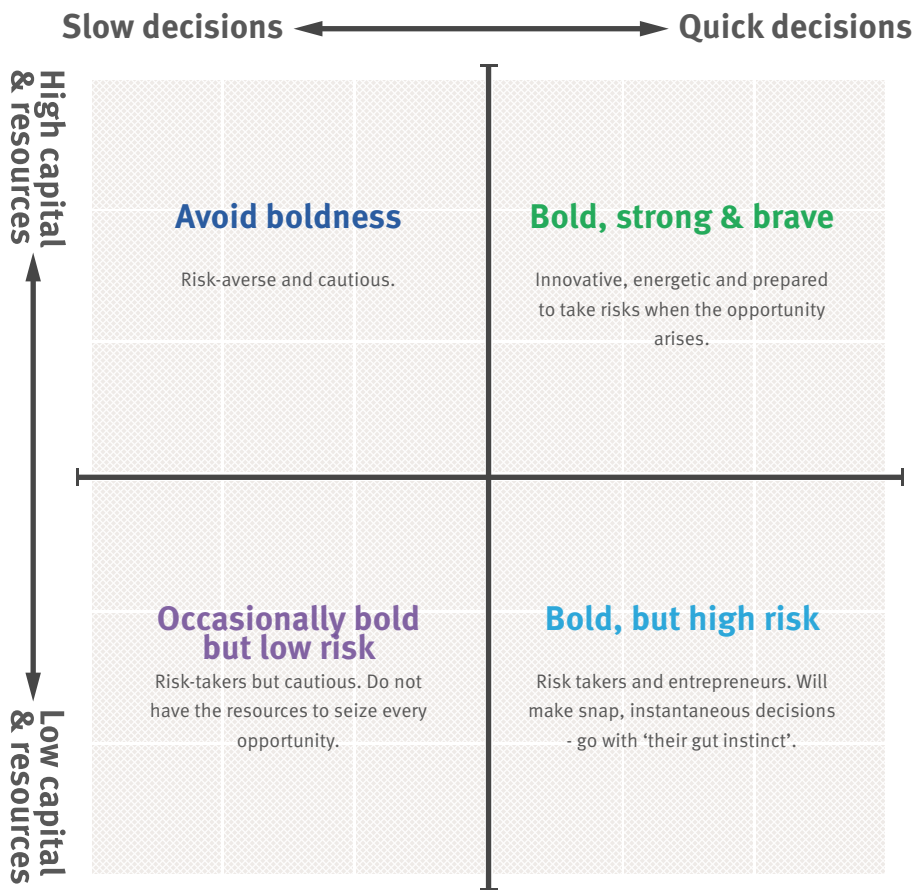 Slow decisions
Quick decisions
High capital
& resources
Avoid boldness
Risk-averse and cautious.
Bold, strong & brave
Innovative, energetic and prepared
to take risks when the opportunity
arises.
Occasionally bold
but low risk
Risk-takers but cautious. Do not
have the resources to seize every
opportunity.
Bold, but high risk
Risk takers and entrepreneurs. Will
make snap, instantaneous decisions
- go with ‘their gut instinct’.
Low capital
& resources